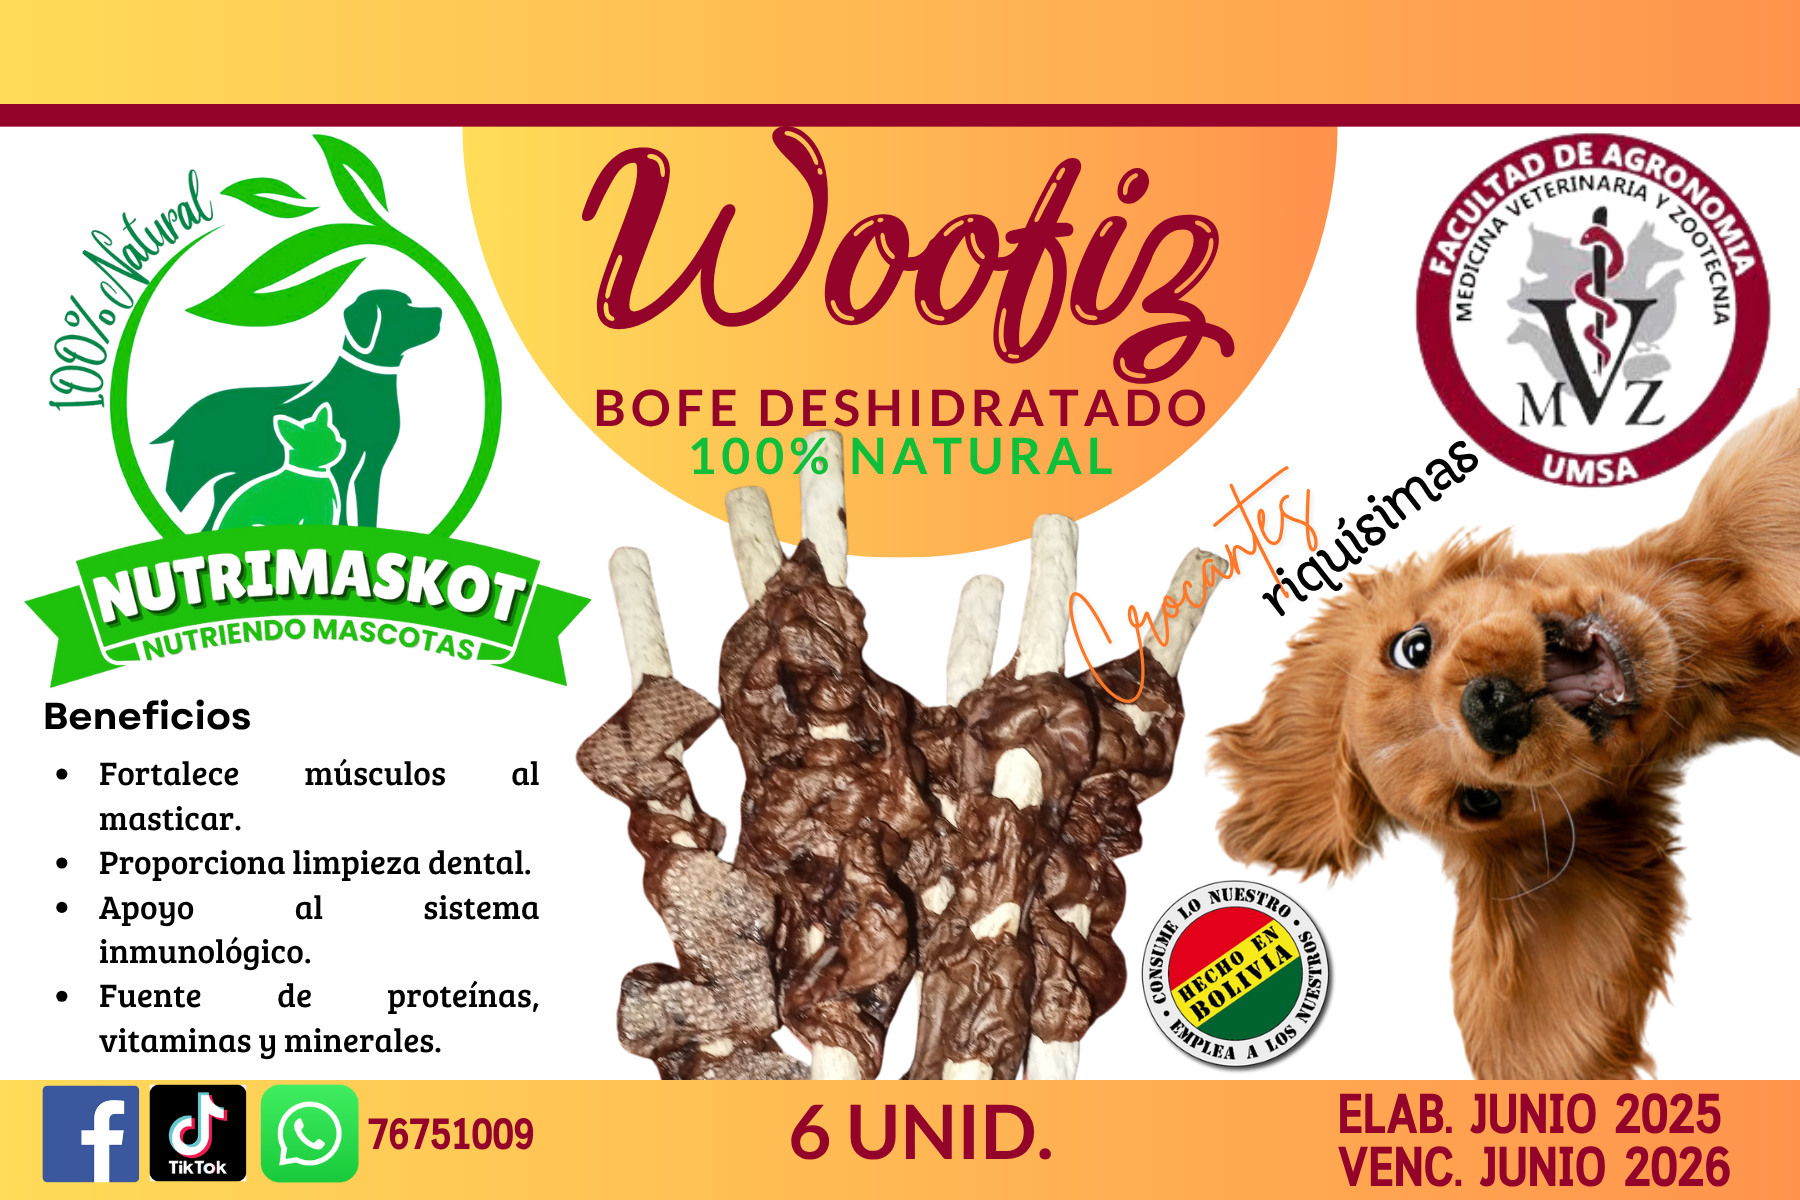 100% Natural
NUTRIMASKOT
NUTRIENDO MASCOTAS
Woofiz
BOFE DESHIDRATADO
100% NATURAL
FACULTAD DE AGRONOMIA
MEDICINA VETERINARIA Y ZOOTECNIA
MVZ
UMSA
Crocantes
riquísimas
Beneficios
• Fortalece músculos al
masticar.
• Proporciona limpieza dental.
• Apoyo al sistema
inmunológico.
• Fuente de proteínas,
vitaminas y minerales.
• CONSUME LO NUESTRO •
HECHO EN
BOLIVIA
EMPLEA A LOS NUESTROS
f
TikTok
76751009
6 UNID.
ELAB. JUNIO 2025
VENC. JUNIO 2026